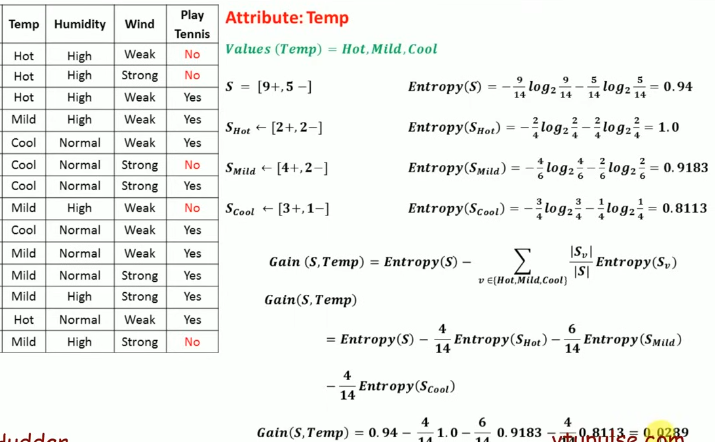 Temp Humidity Wind Play Tennis
Hot High Weak No
Hot High Strong No
Hot High Weak Yes
Mild High Weak Yes
Cool Normal Weak Yes
Cool Normal Strong No
Cool Normal Strong Yes
Mild High Weak No
Cool Normal Weak Yes
Mild Normal Weak Yes
Mild Normal Strong Yes
Mild High Strong Yes
Hot Normal Weak Yes
Mild High Strong No
Attribute: Temp
Values (Temp) = Hot, Mild, Cool
S = [9+, 5 −] Entropy(S) = −9/14 log₂ 9/14 − 5/14 log₂ 5/14 = 0.94
S_Hot ← [2+, 2−] Entropy(S_Hot) = −2/4 log₂ 2/4 − 2/4 log₂ 2/4 = 1.0
S_Mild ← [4+, 2−] Entropy(S_Mild) = −4/6 log₂ 4/6 − 2/6 log₂ 2/6 = 0.9183
S_Cool ← [3+, 1−] Entropy(S_Cool) = −3/4 log₂ 3/4 − 1/4 log₂ 1/4 = 0.8113
Gain (S, Temp) = Entropy(S) − ∑ v ∈{Hot,Mild,Cool} |S_v|/|S| Entropy(S_v)
Gain(S, Temp)
= Entropy(S) − 4/14 Entropy(S_Hot) − 6/14 Entropy(S_Mild)
− 4/14 Entropy(S_Cool)
Gain(S, Temp) = 0.94 − 4/14 1.0 − 6/14 0.9183 − 4/14 0.8113 = 0.0289